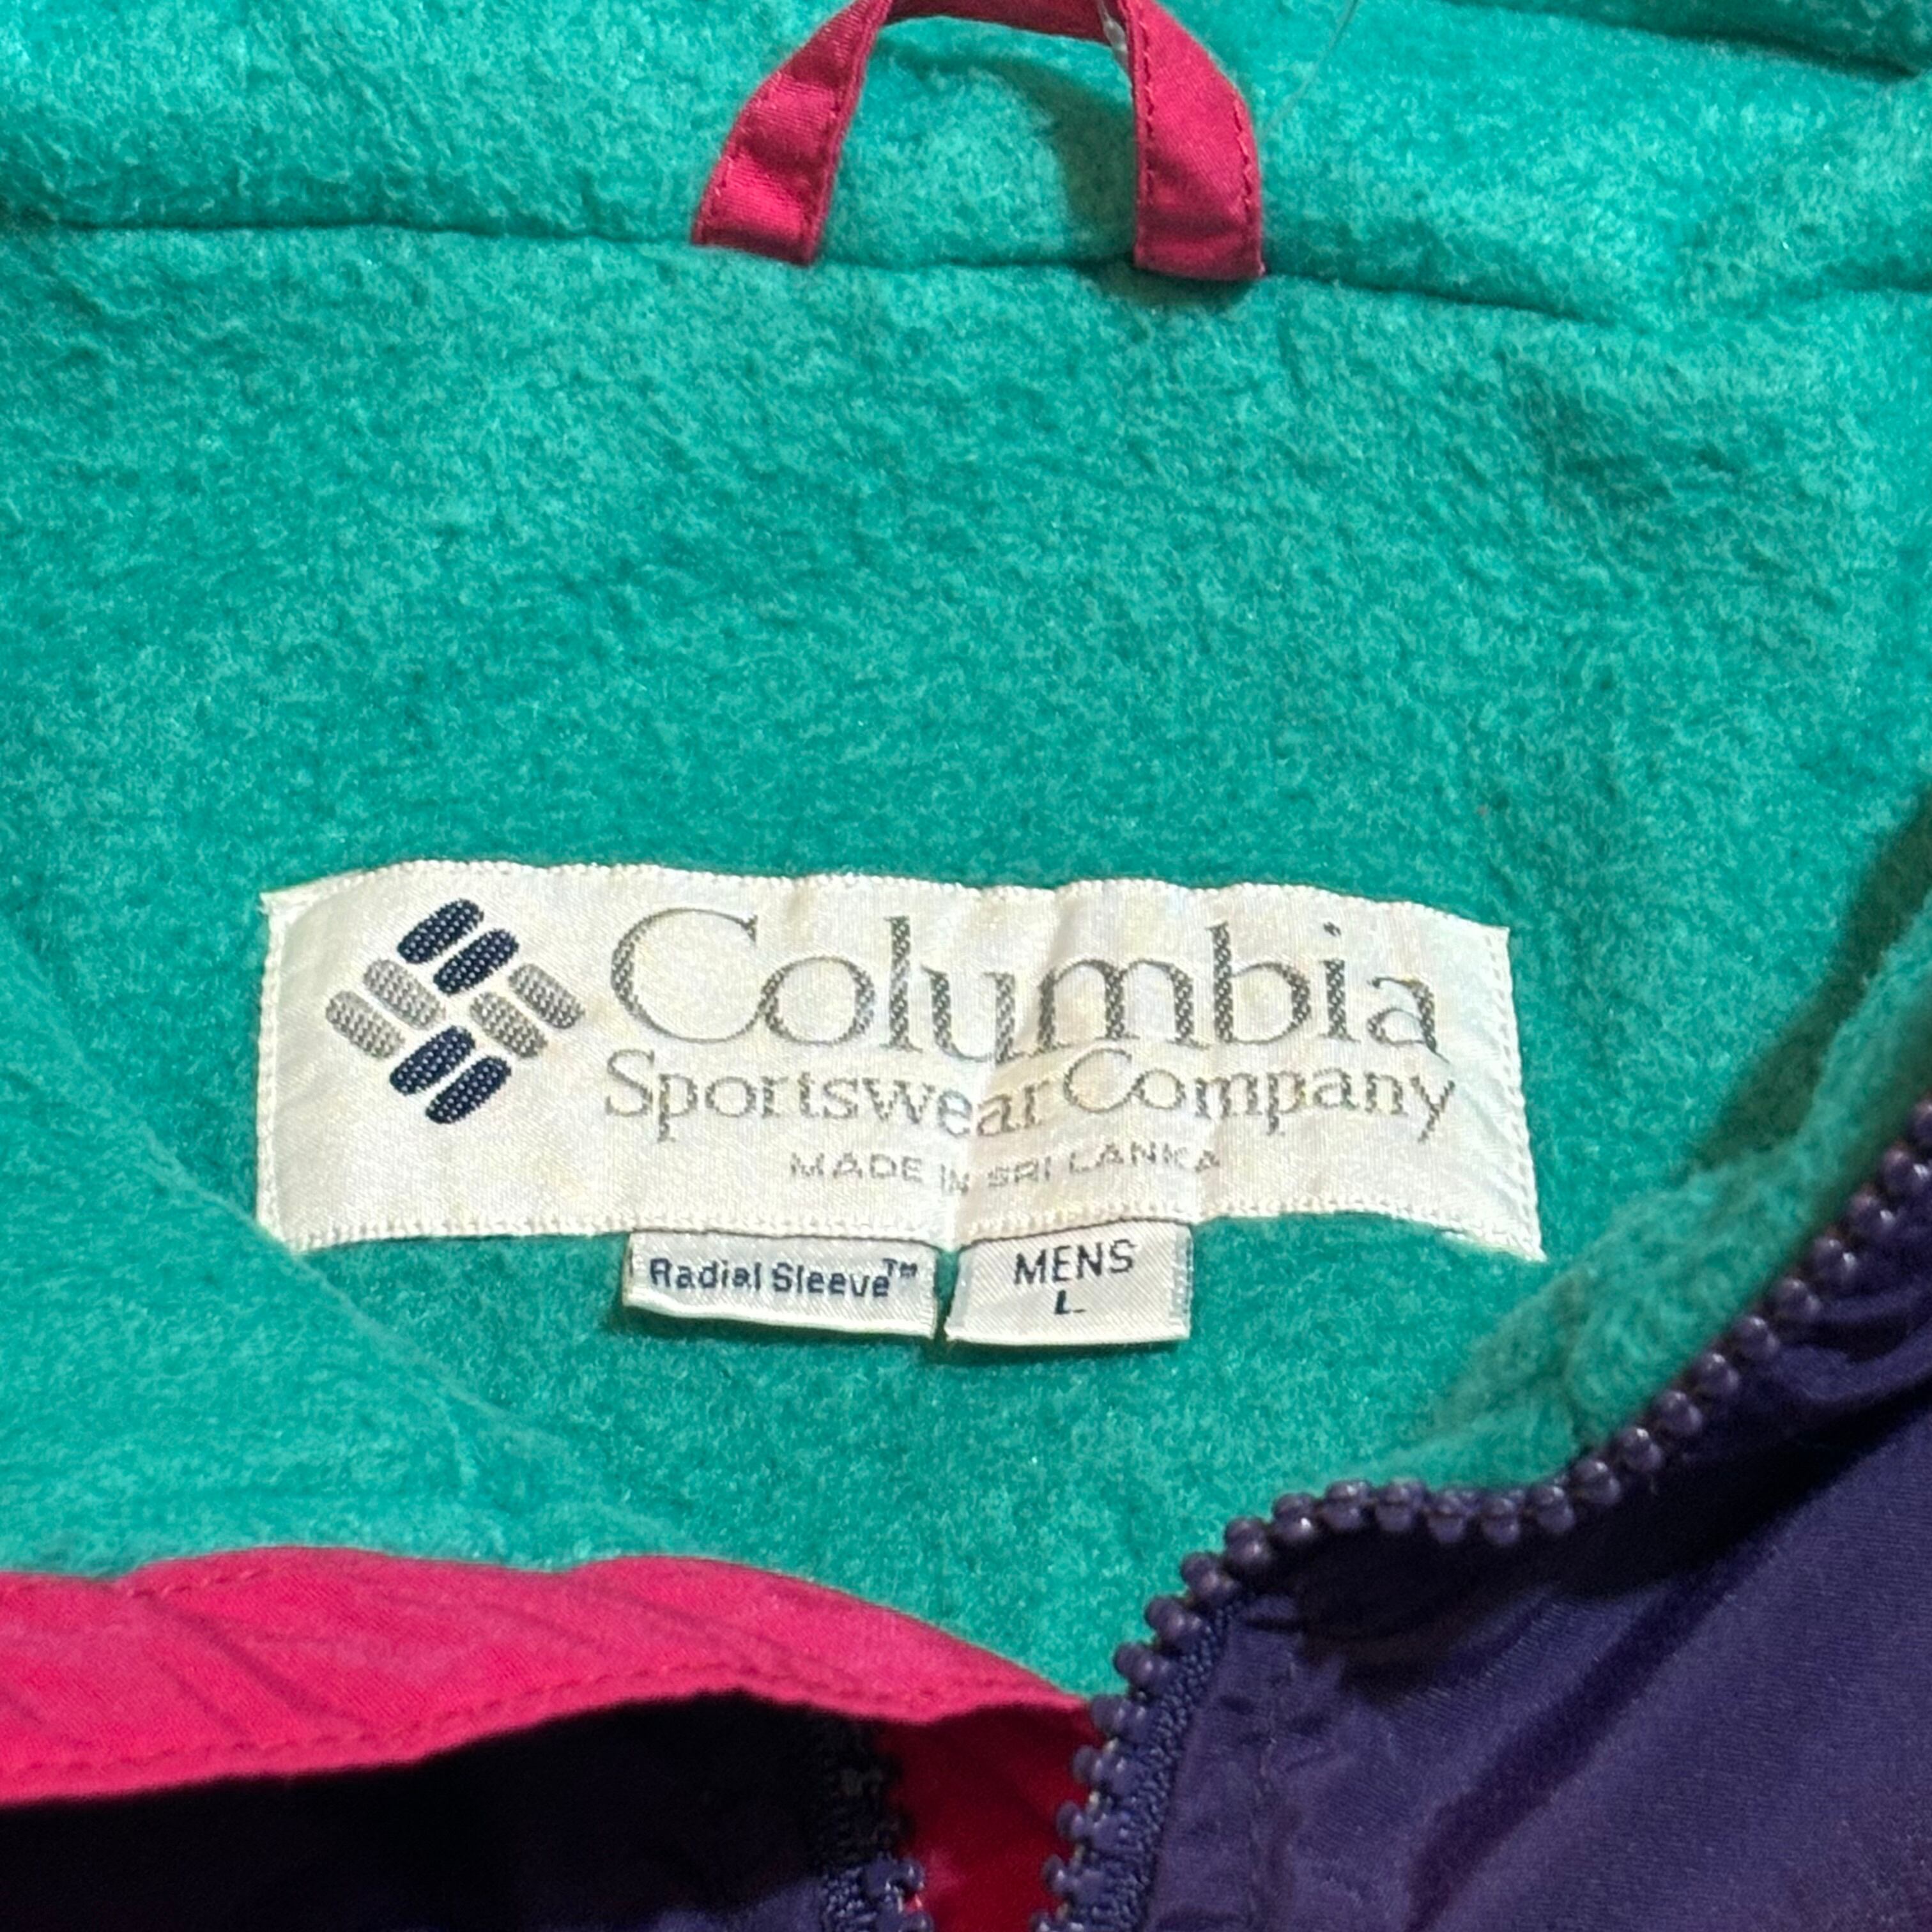 Columbia
Sportswear Company
MADE IN SRI LANKA
Radial Sleeve™
MENS
L